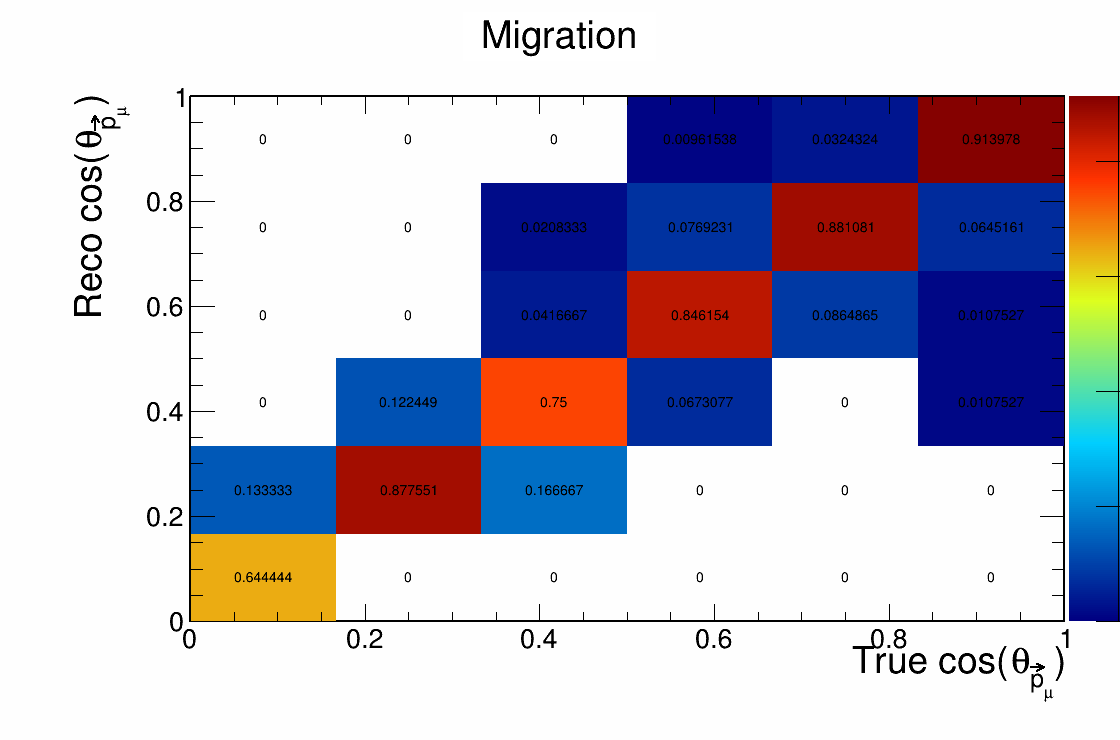 Migration
Reco cos(θ p⃗ μ)
1
0.8
0.6
0.4
0.2
0
0 0 0 0.00961538 0.0324324 0.913978
0 0 0.0208333 0.0769231 0.881081 0.0645161
0 0 0.0416667 0.846154 0.0864865 0.0107527
0 0.122449 0.75 0.0673077 0 0.0107527
0.133333 0.877551 0.166667 0 0 0
0.644444 0 0 0 0 0
0 0.2 0.4 0.6 0.8 1
True cos(θ p⃗ μ)